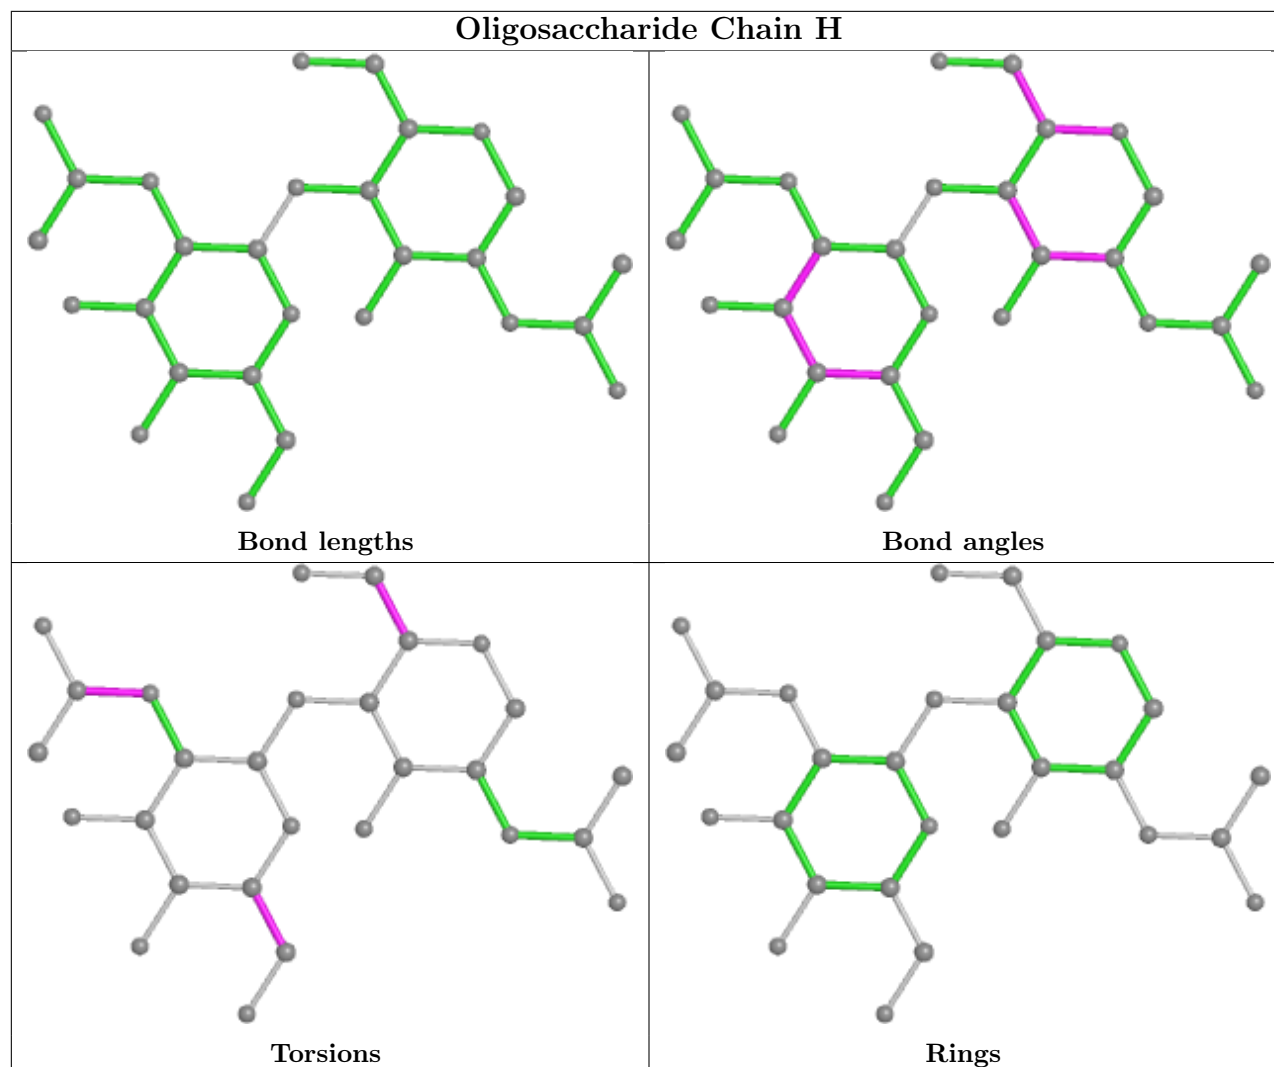 Oligosaccharide Chain H
Bond lengths
Bond angles
Torsions
Rings